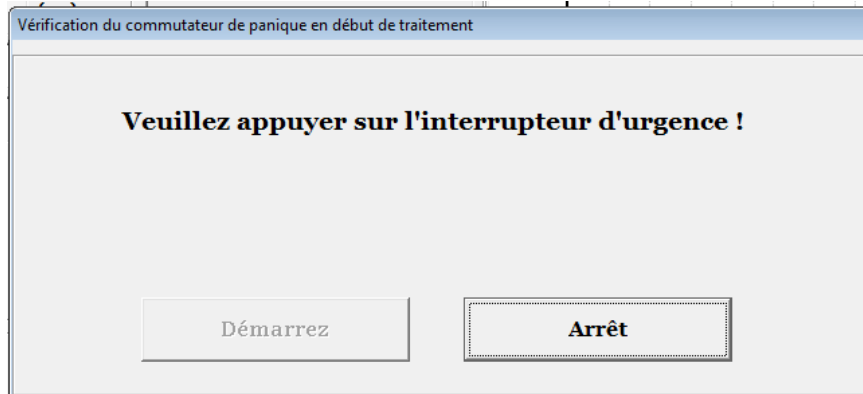 Vérification du commutateur de panique en début de traitement
Veuillez appuyer sur l'interrupteur d'urgence !
Démarrez
Arrêt